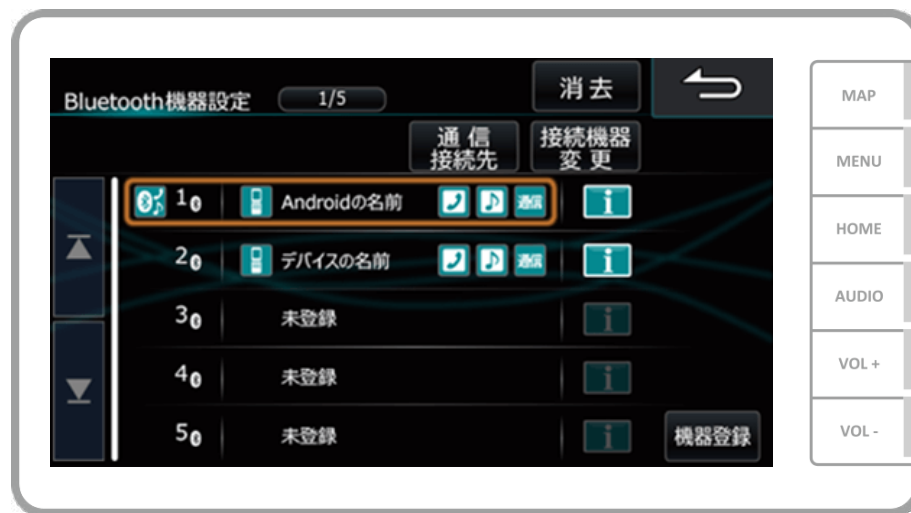 Bluetooth機器設定 1/5 消去
通信接続先 接続機器変更
1 Androidの名前 通信 i
2 デバイスの名前 通信 i
3 未登録 i
4 未登録 i
5 未登録 i 機器登録
MAP
MENU
HOME
AUDIO
VOL +
VOL -